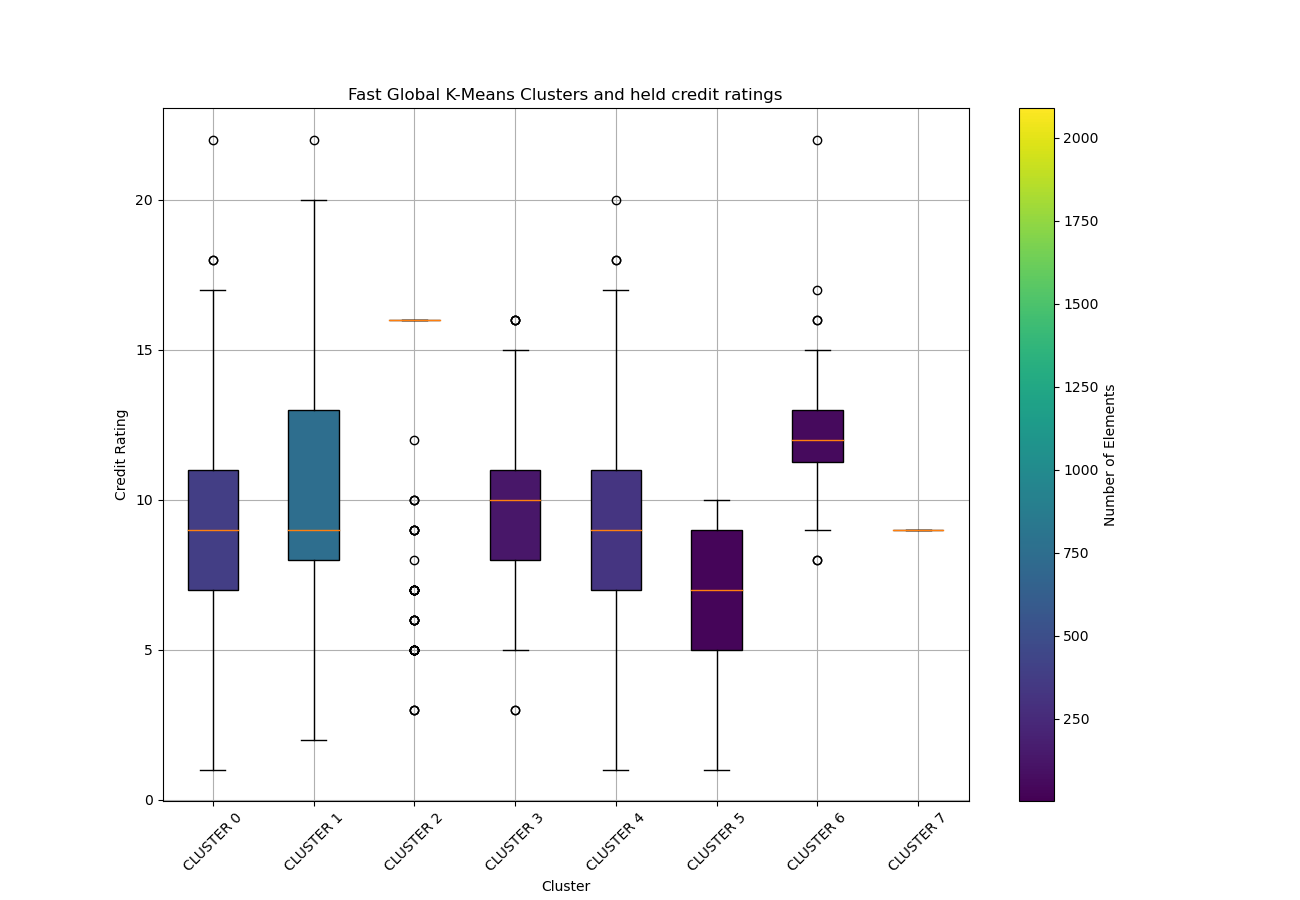 Fast Global K-Means Clusters and held credit ratings
Credit Rating
20
15
10
5
0
CLUSTER 0
CLUSTER 1
CLUSTER 2
CLUSTER 3
CLUSTER 4
CLUSTER 5
CLUSTER 6
CLUSTER 7
Cluster
2000
1750
1500
1250
1000
750
500
250
Number of Elements